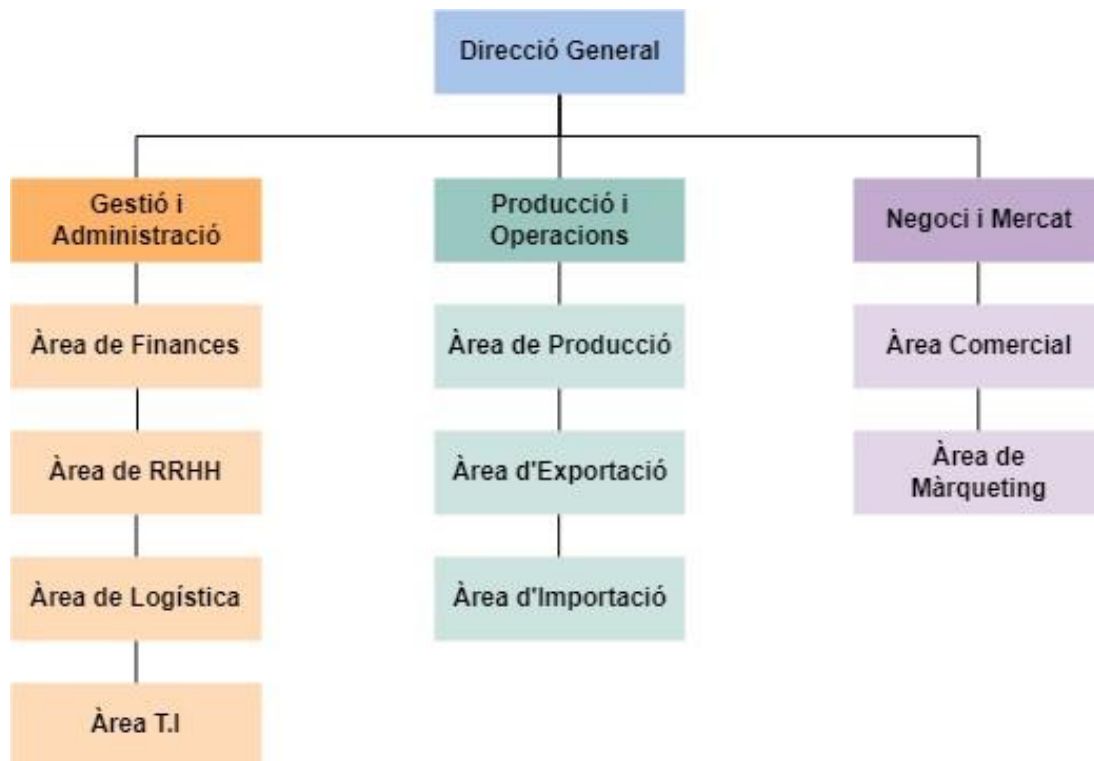 Direcció General
Gestió i
Administració
Producció i
Operacions
Negoci i Mercat
Àrea de Finances
Àrea de Producció
Àrea Comercial
Àrea de RRHH
Àrea d'Exportació
Àrea de
Màrqueting
Àrea de Logística
Àrea d'Importació
Àrea T.I